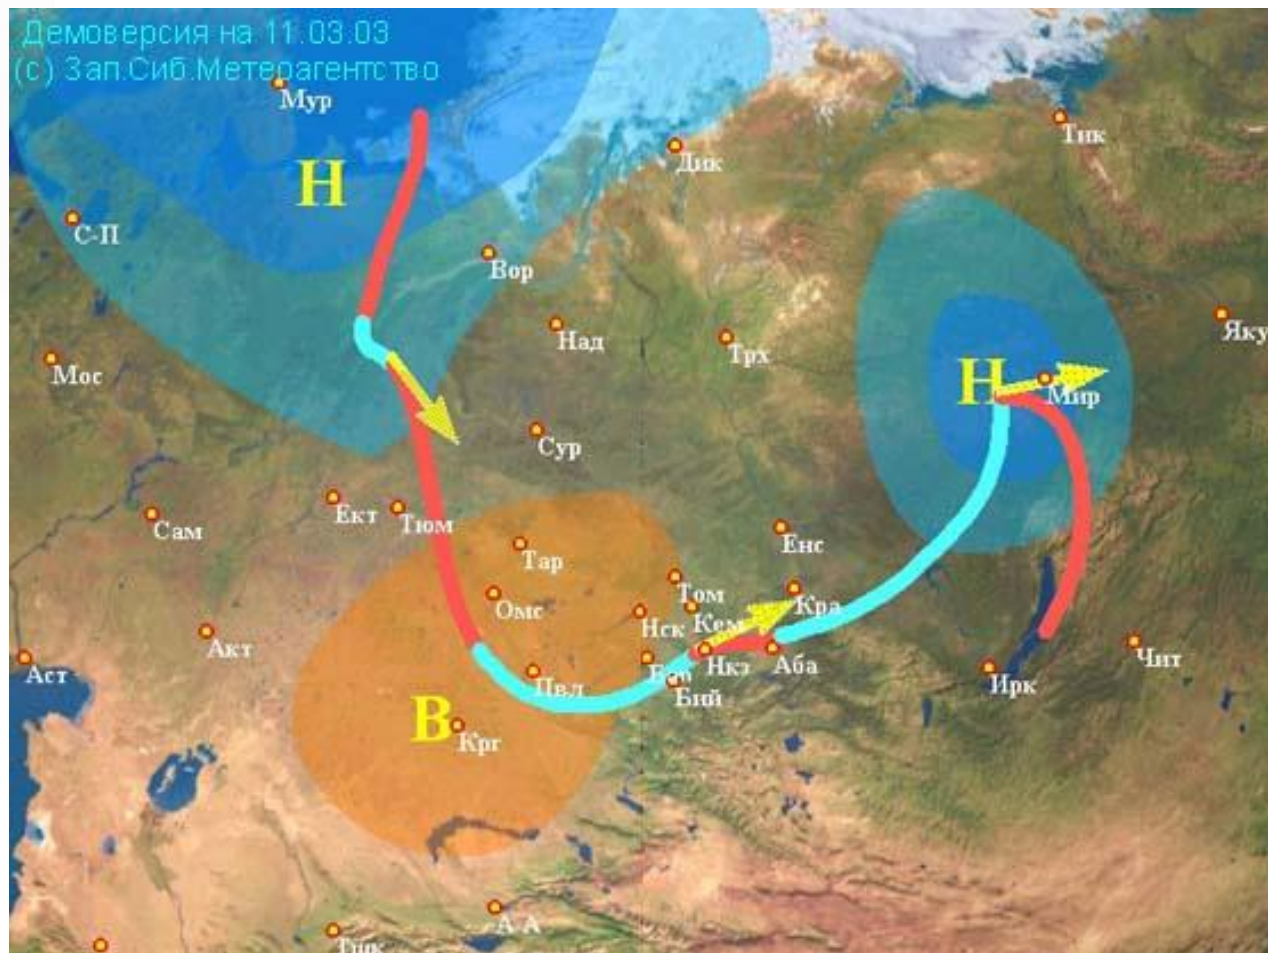 Демоверсия на 11.03.03
(с) Зап.Сиб.Метеоагентство
Мур
Тик
Дик
Н
С-П
Вор
Яку
Над
Трх
Мос
Н
Мир
Сур
Ект
Тюм
Сам
Енс
Тар
Том
Омс
Кра
Нск
Кем
Акт
Нкз
Аба
Чит
Аст
Ирк
Пвл
Бий
В
Крг
А-А